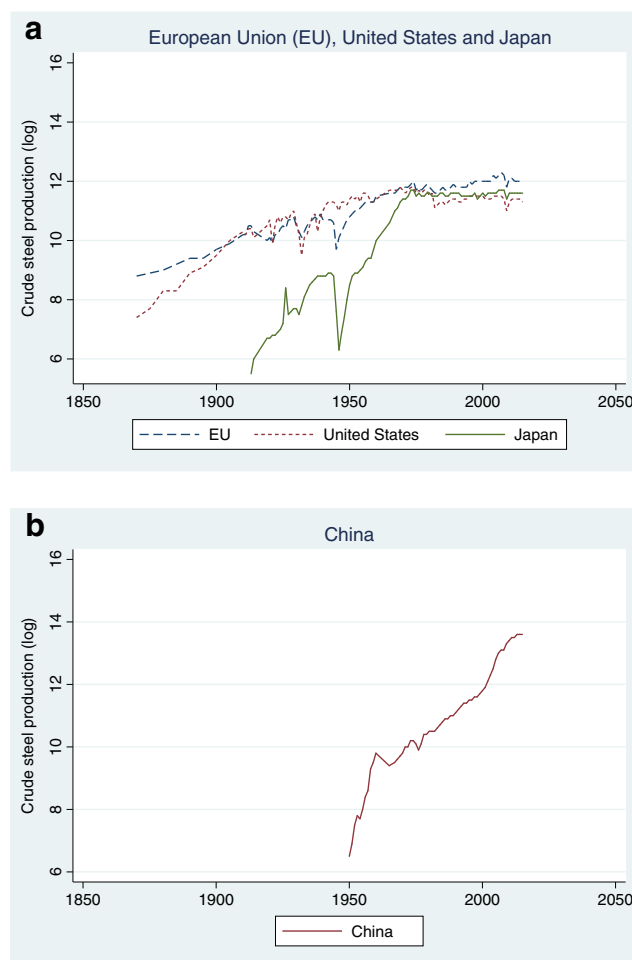 a
European Union (EU), United States and Japan
Crude steel production (log)
16
14
12
10
8
6
1850
1900
1950
2000
2050
EU
United States
Japan
b
China
Crude steel production (log)
16
14
12
10
8
6
1850
1900
1950
2000
2050
China